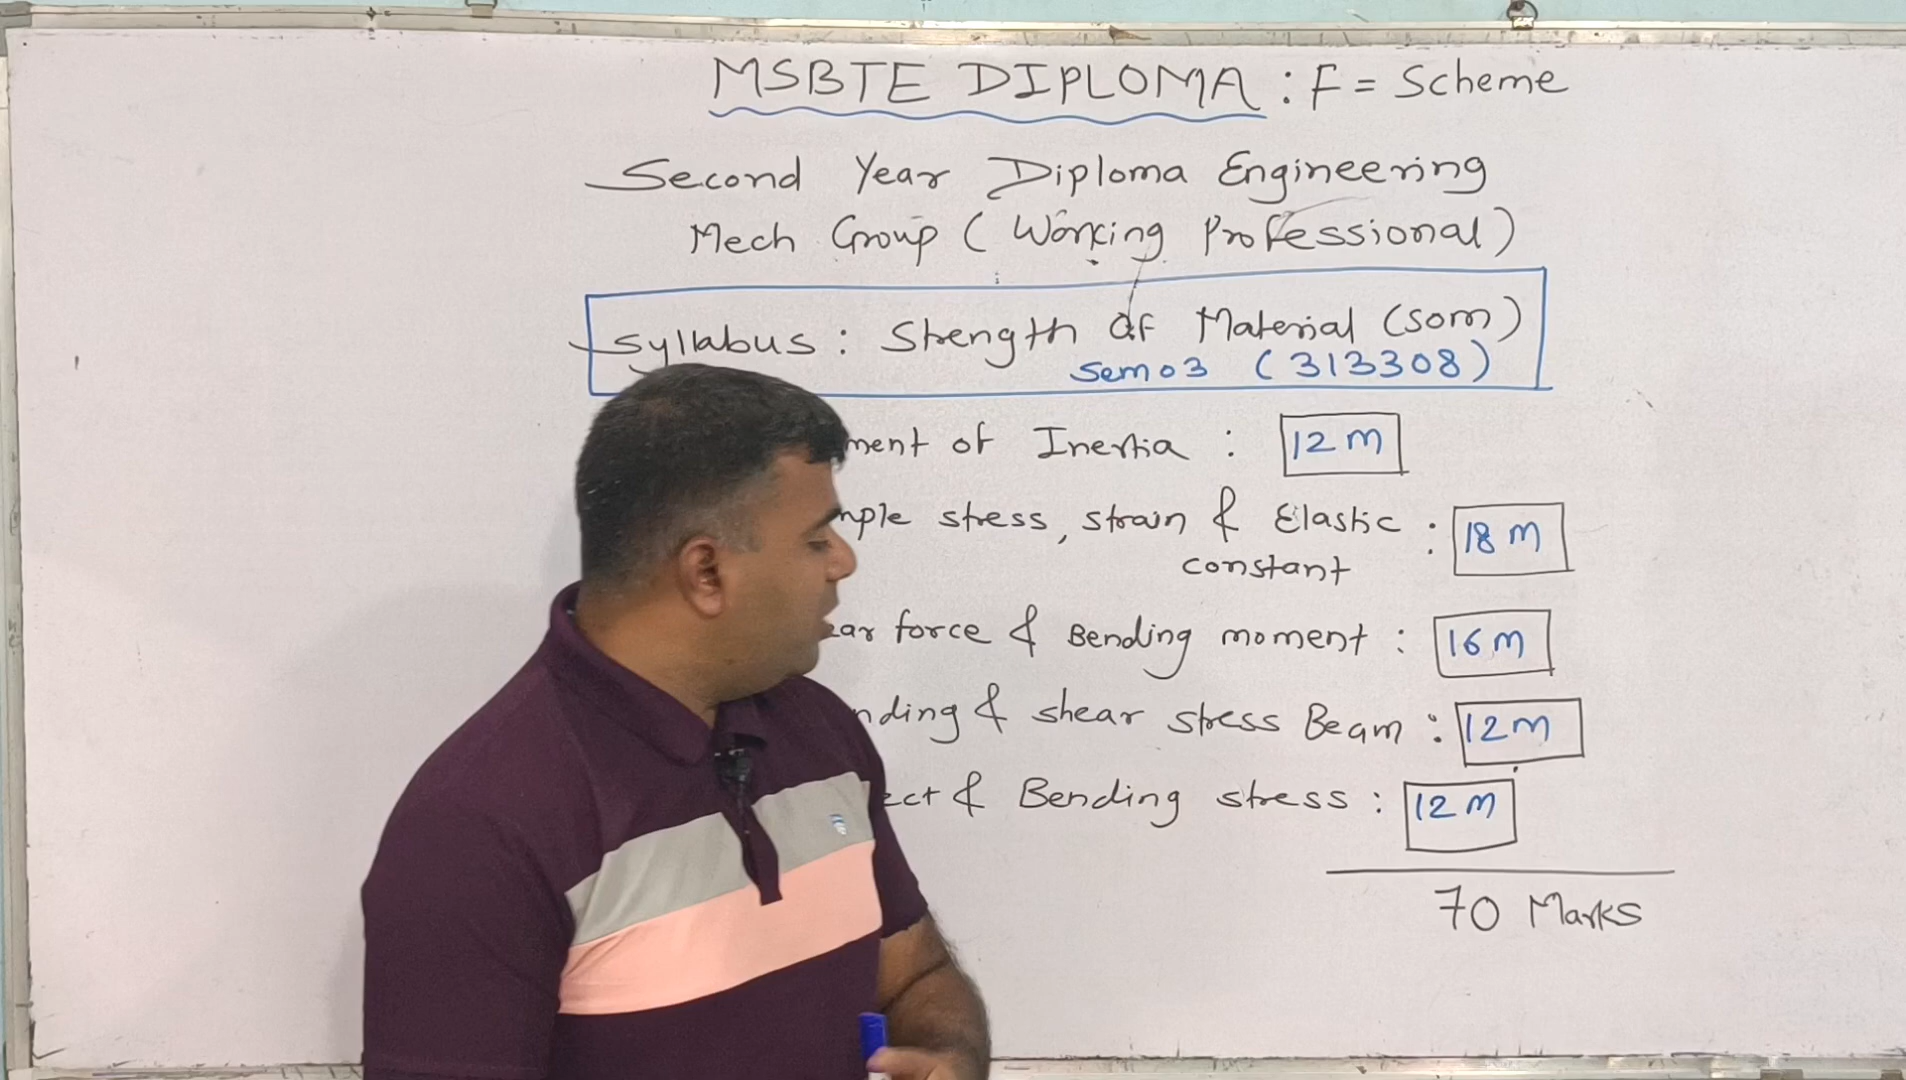 MSBTE DIPLOMA : F = Scheme
Second Year Diploma Engineering
Mech Group ( Working Professional )
Syllabus : Strength of Material (som)
Sem 03 ( 313308 )
ment of Inertia : 12 M
mple stress, strain & Elastic : 18 M
constant
ear force & Bending moment : 16 M
nding & shear stress Beam : 12 M
ect & Bending stress : 12 M
70 Marks